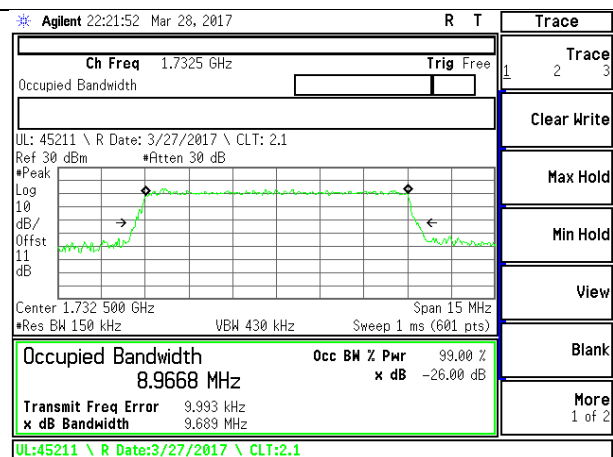 Agilent 22:21:52 Mar 28, 2017 R T Trace
Ch Freq 1.7325 GHz Trig Free
Occupied Bandwidth
UL: 45211 \ R Date: 3/27/2017 \ CLT: 2.1
Ref 30 dBm #Atten 30 dB
#Peak
Log
10
dB/
Offst
11
dB
Center 1.732 500 GHz Span 15 MHz
#Res BW 150 kHz VBW 430 kHz Sweep 1 ms (601 pts)
Occupied Bandwidth Occ BW % Pwr 99.00 %
8.9668 MHz x dB -26.00 dB
Transmit Freq Error 9.993 kHz
x dB Bandwidth 9.689 MHz
UL:45211 \ R Date:3/27/2017 \ CLT:2.1
Trace
1 2 3
Clear Write
Max Hold
Min Hold
View
Blank
More
1 of 2